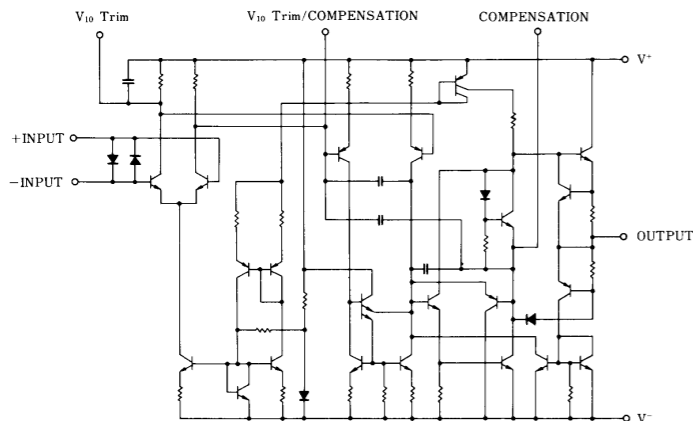 V₁₀ Trim
V₁₀ Trim/COMPENSATION
COMPENSATION
V⁺
+INPUT
−INPUT
OUTPUT
V⁻